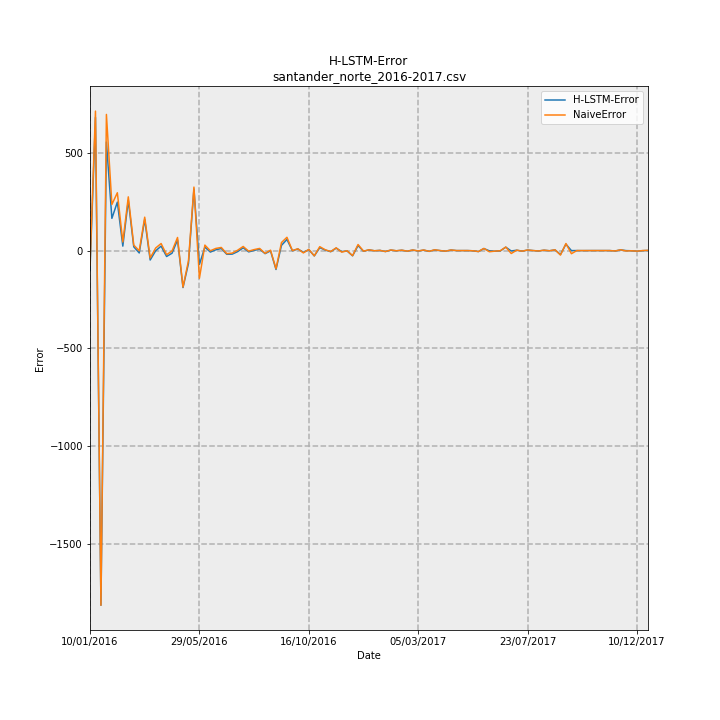 H-LSTM-Error
santander_norte_2016-2017.csv
H-LSTM-Error
NaiveError
500
0
−500
−1000
−1500
Error
10/01/2016 29/05/2016 16/10/2016 05/03/2017 23/07/2017 10/12/2017
Date